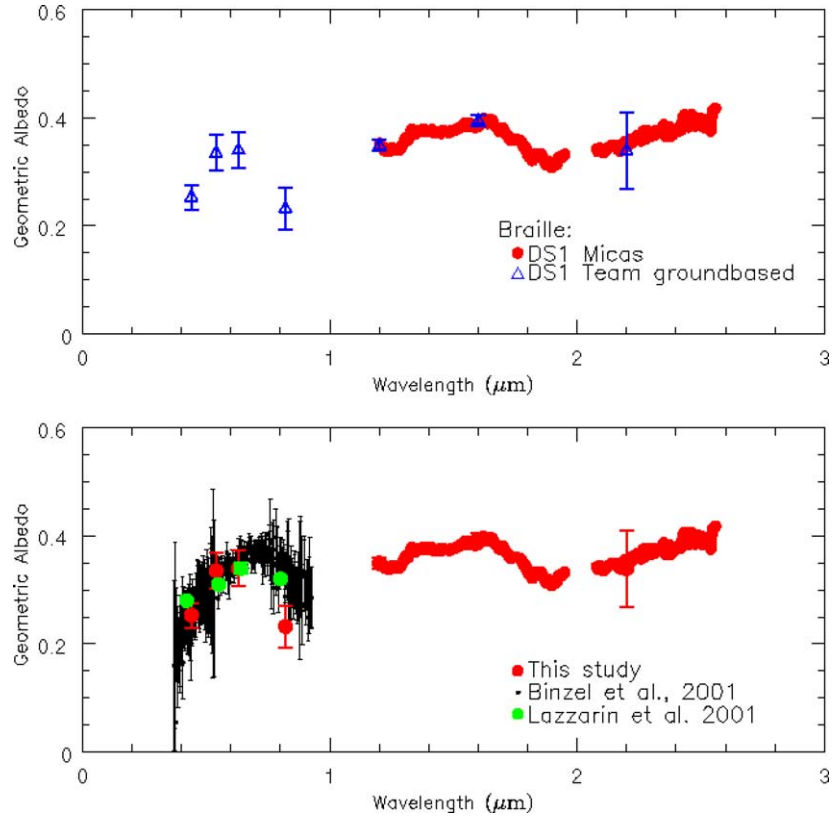 0.6
0.4
0.2
0
Geometric Albedo
Braille:
DS1 Micas
DS1 Team groundbased
0 1 2 3
Wavelength (μm)
0.6
0.4
0.2
0
Geometric Albedo
This study
Binzel et al., 2001
Lazzarin et al. 2001
0 1 2 3
Wavelength (μm)